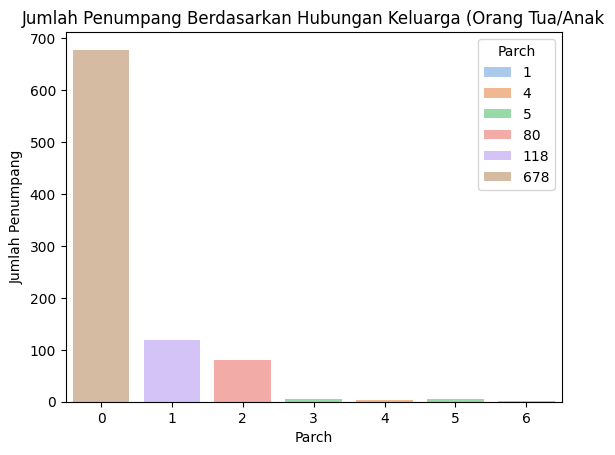 Jumlah Penumpang Berdasarkan Hubungan Keluarga (Orang Tua/Anak
700
600
500
400
300
200
100
0
Jumlah Penumpang
Parch
1
4
5
80
118
678
0 1 2 3 4 5 6
Parch